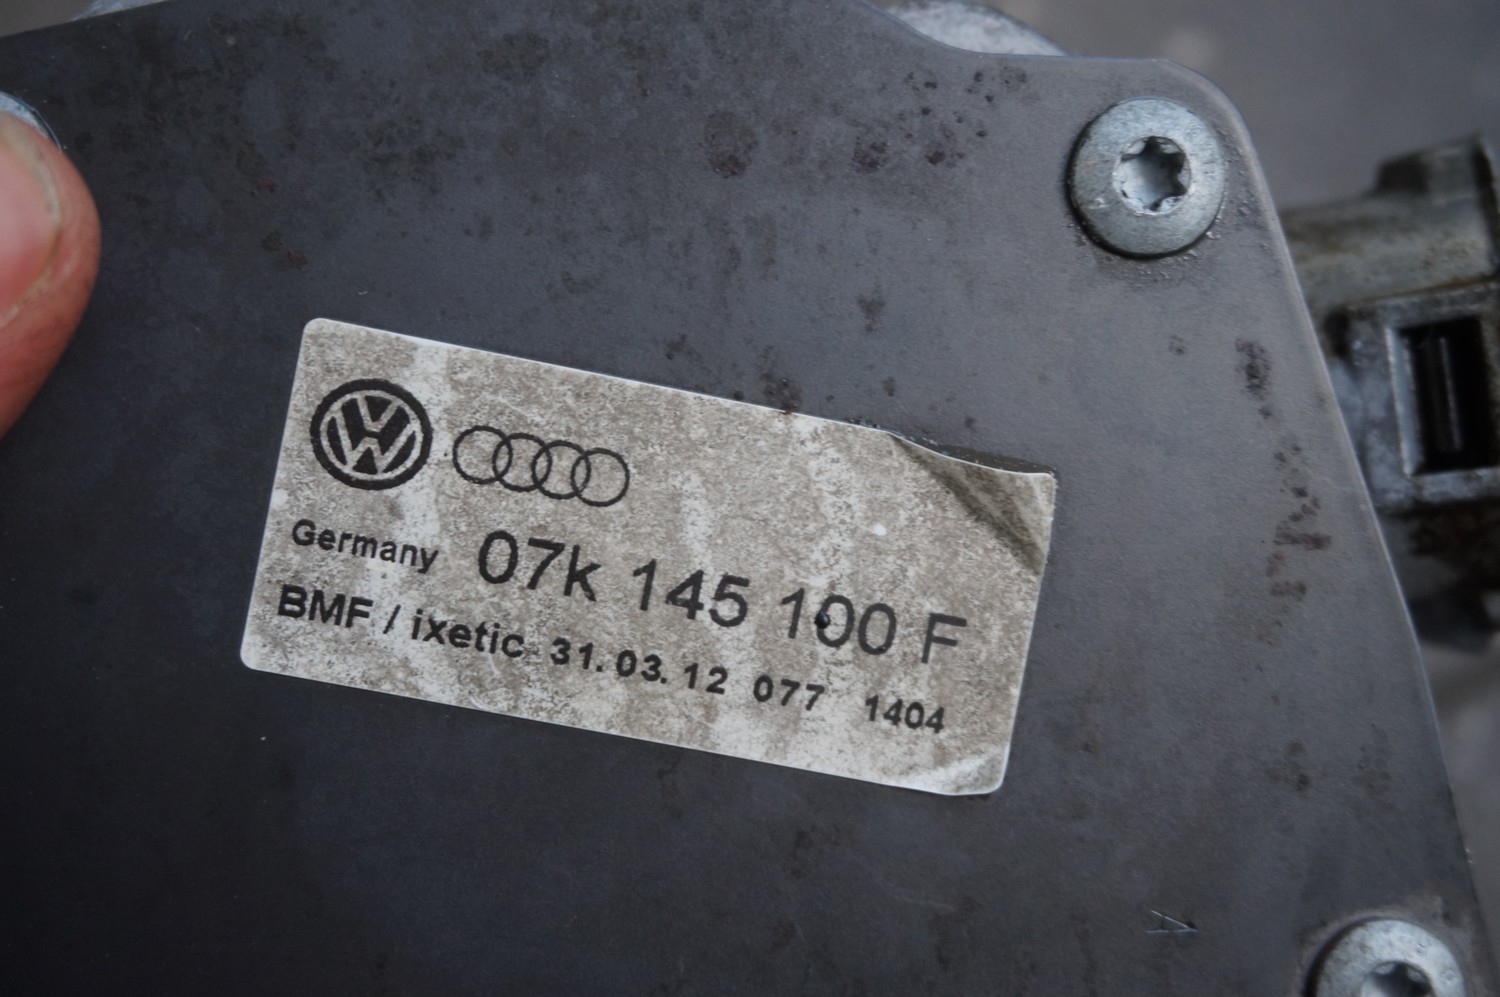 Germany 07k 145 100 F
BMF / ixetic 31.03.12 077 1404